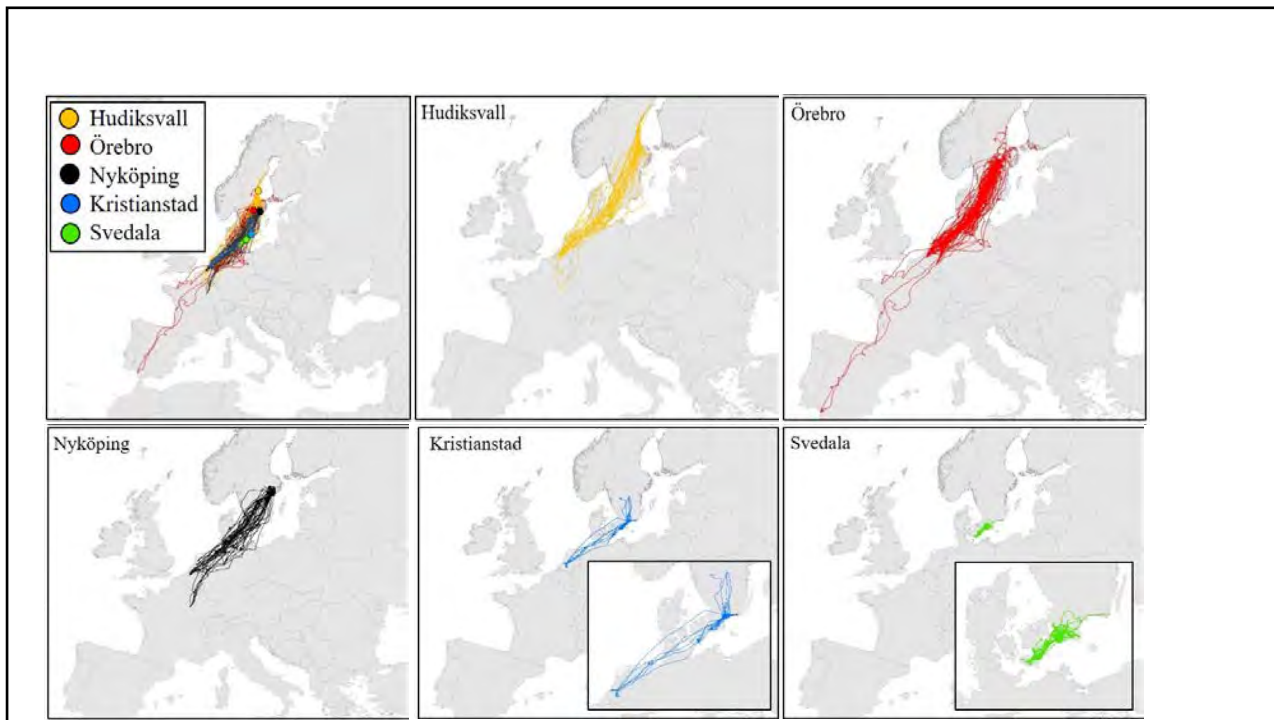 Hudiksvall
Örebro
Nyköping
Kristianstad
Svedala
Hudiksvall
Örebro
Nyköping
Kristianstad
Svedala